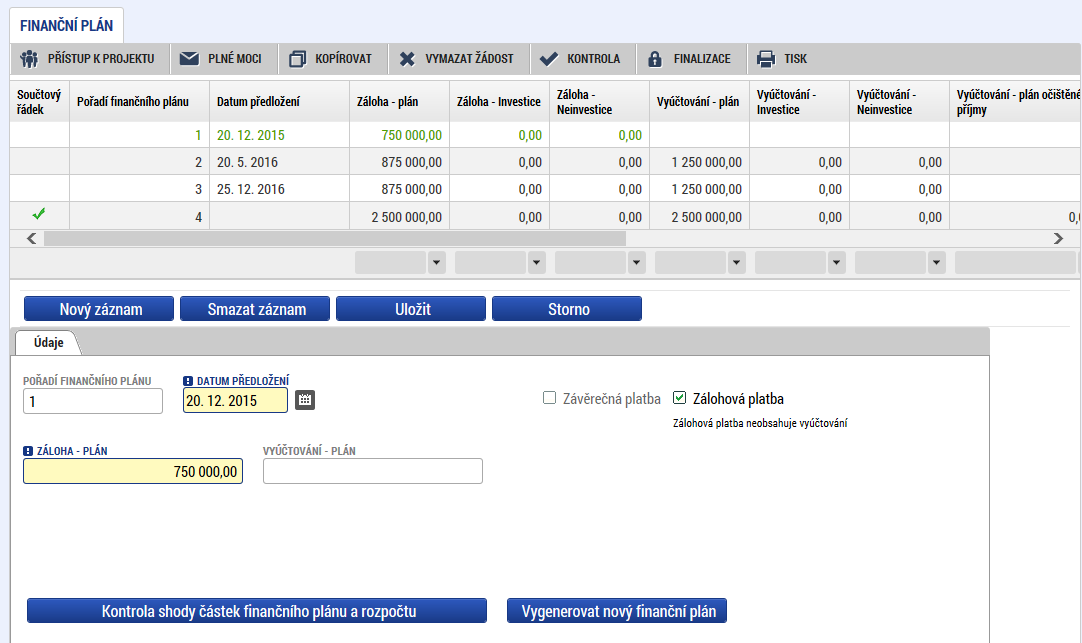 FINANČNÍ PLÁN
PŘÍSTUP K PROJEKTU PLNÉ MOCI KOPÍROVAT VYMAZAT ŽÁDOST KONTROLA FINALIZACE TISK
Součtový řádek Pořadí finančního plánu Datum předložení Záloha - plán Záloha - Investice Záloha - Neinvestice Vyúčtování - plán Vyúčtování - Investice Vyúčtování - Neinvestice Vyúčtování - plán očištěné příjmy
1 20. 12. 2015 750 000,00 0,00 0,00
2 20. 5. 2016 875 000,00 0,00 0,00 1 250 000,00 0,00 0,00
3 25. 12. 2016 875 000,00 0,00 0,00 1 250 000,00 0,00 0,00
4 2 500 000,00 0,00 0,00 2 500 000,00 0,00 0,00 0,0
Nový záznam Smazat záznam Uložit Storno
Údaje
POŘADÍ FINANČNÍHO PLÁNU DATUM PŘEDLOŽENÍ
1 20. 12. 2015 Závěrečná platba Zálohová platba
Zálohová platba neobsahuje vyúčtování
ZÁLOHA - PLÁN VYÚČTOVÁNÍ - PLÁN
750 000,00
Kontrola shody částek finančního plánu a rozpočtu Vygenerovat nový finanční plán